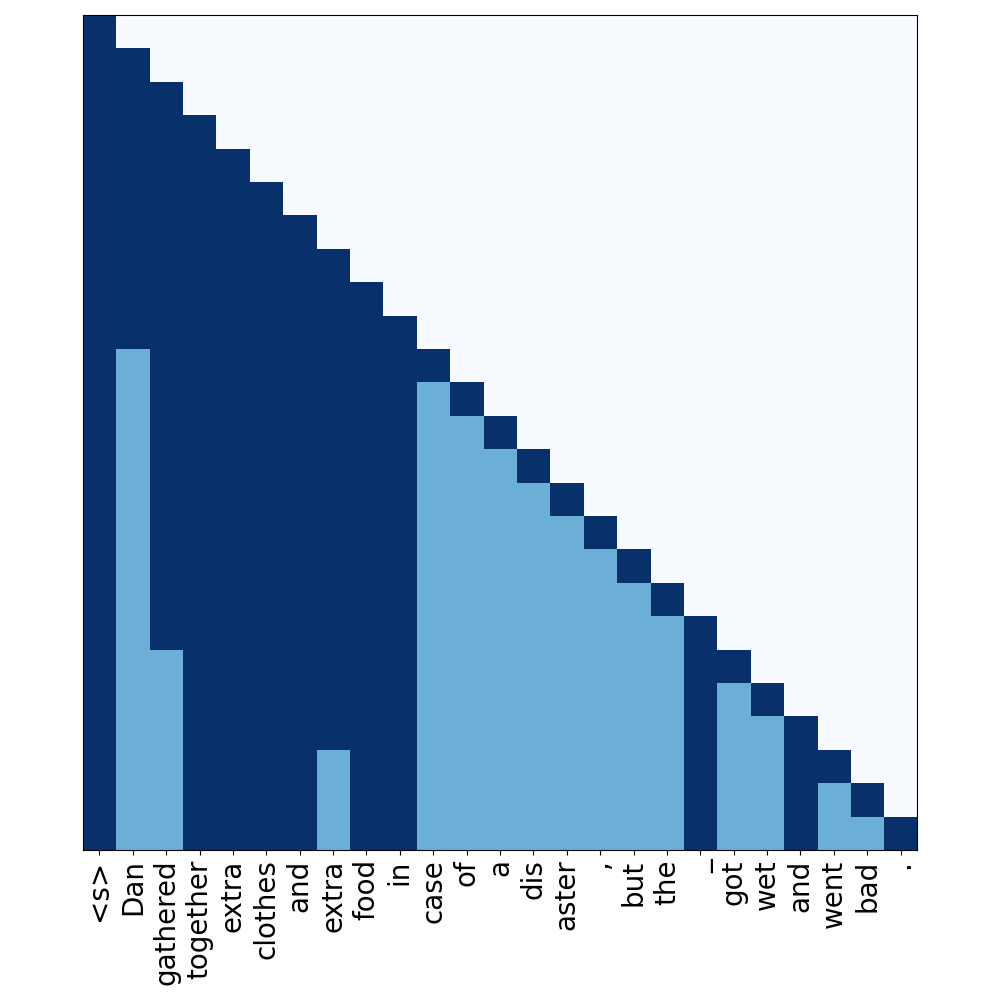 <s>
Dan
gathered
together
extra
clothes
and
extra
food
in
case
of
a
dis
aster
,
but
the
_
got
wet
and
went
bad
.